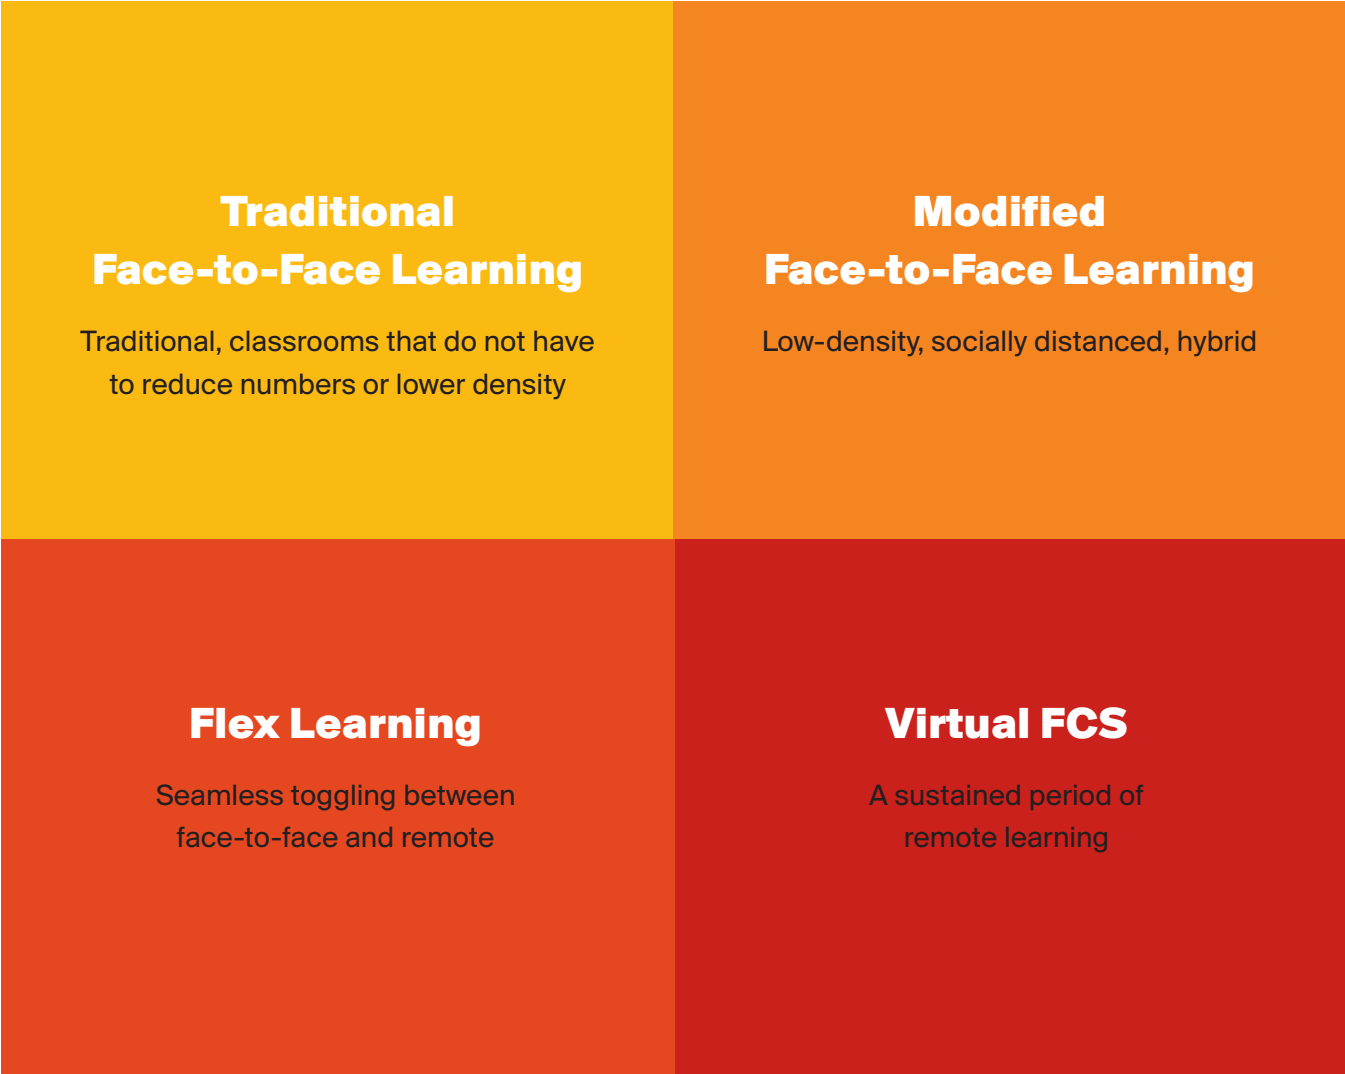 Traditional
Face-to-Face Learning
Traditional, classrooms that do not have
to reduce numbers or lower density
Modified
Face-to-Face Learning
Low-density, socially distanced, hybrid
Flex Learning
Seamless toggling between
face-to-face and remote
Virtual FCS
A sustained period of
remote learning